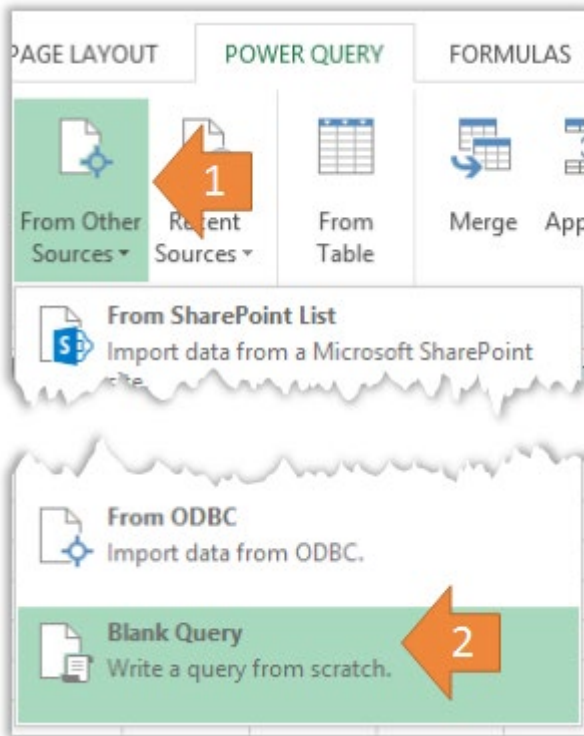 PAGE LAYOUT POWER QUERY FORMULAS
1
From Other Recent From Merge App
Sources Sources Table
From SharePoint List
Import data from a Microsoft SharePoint
site.
From ODBC
Import data from ODBC.
Blank Query
Write a query from scratch.
2